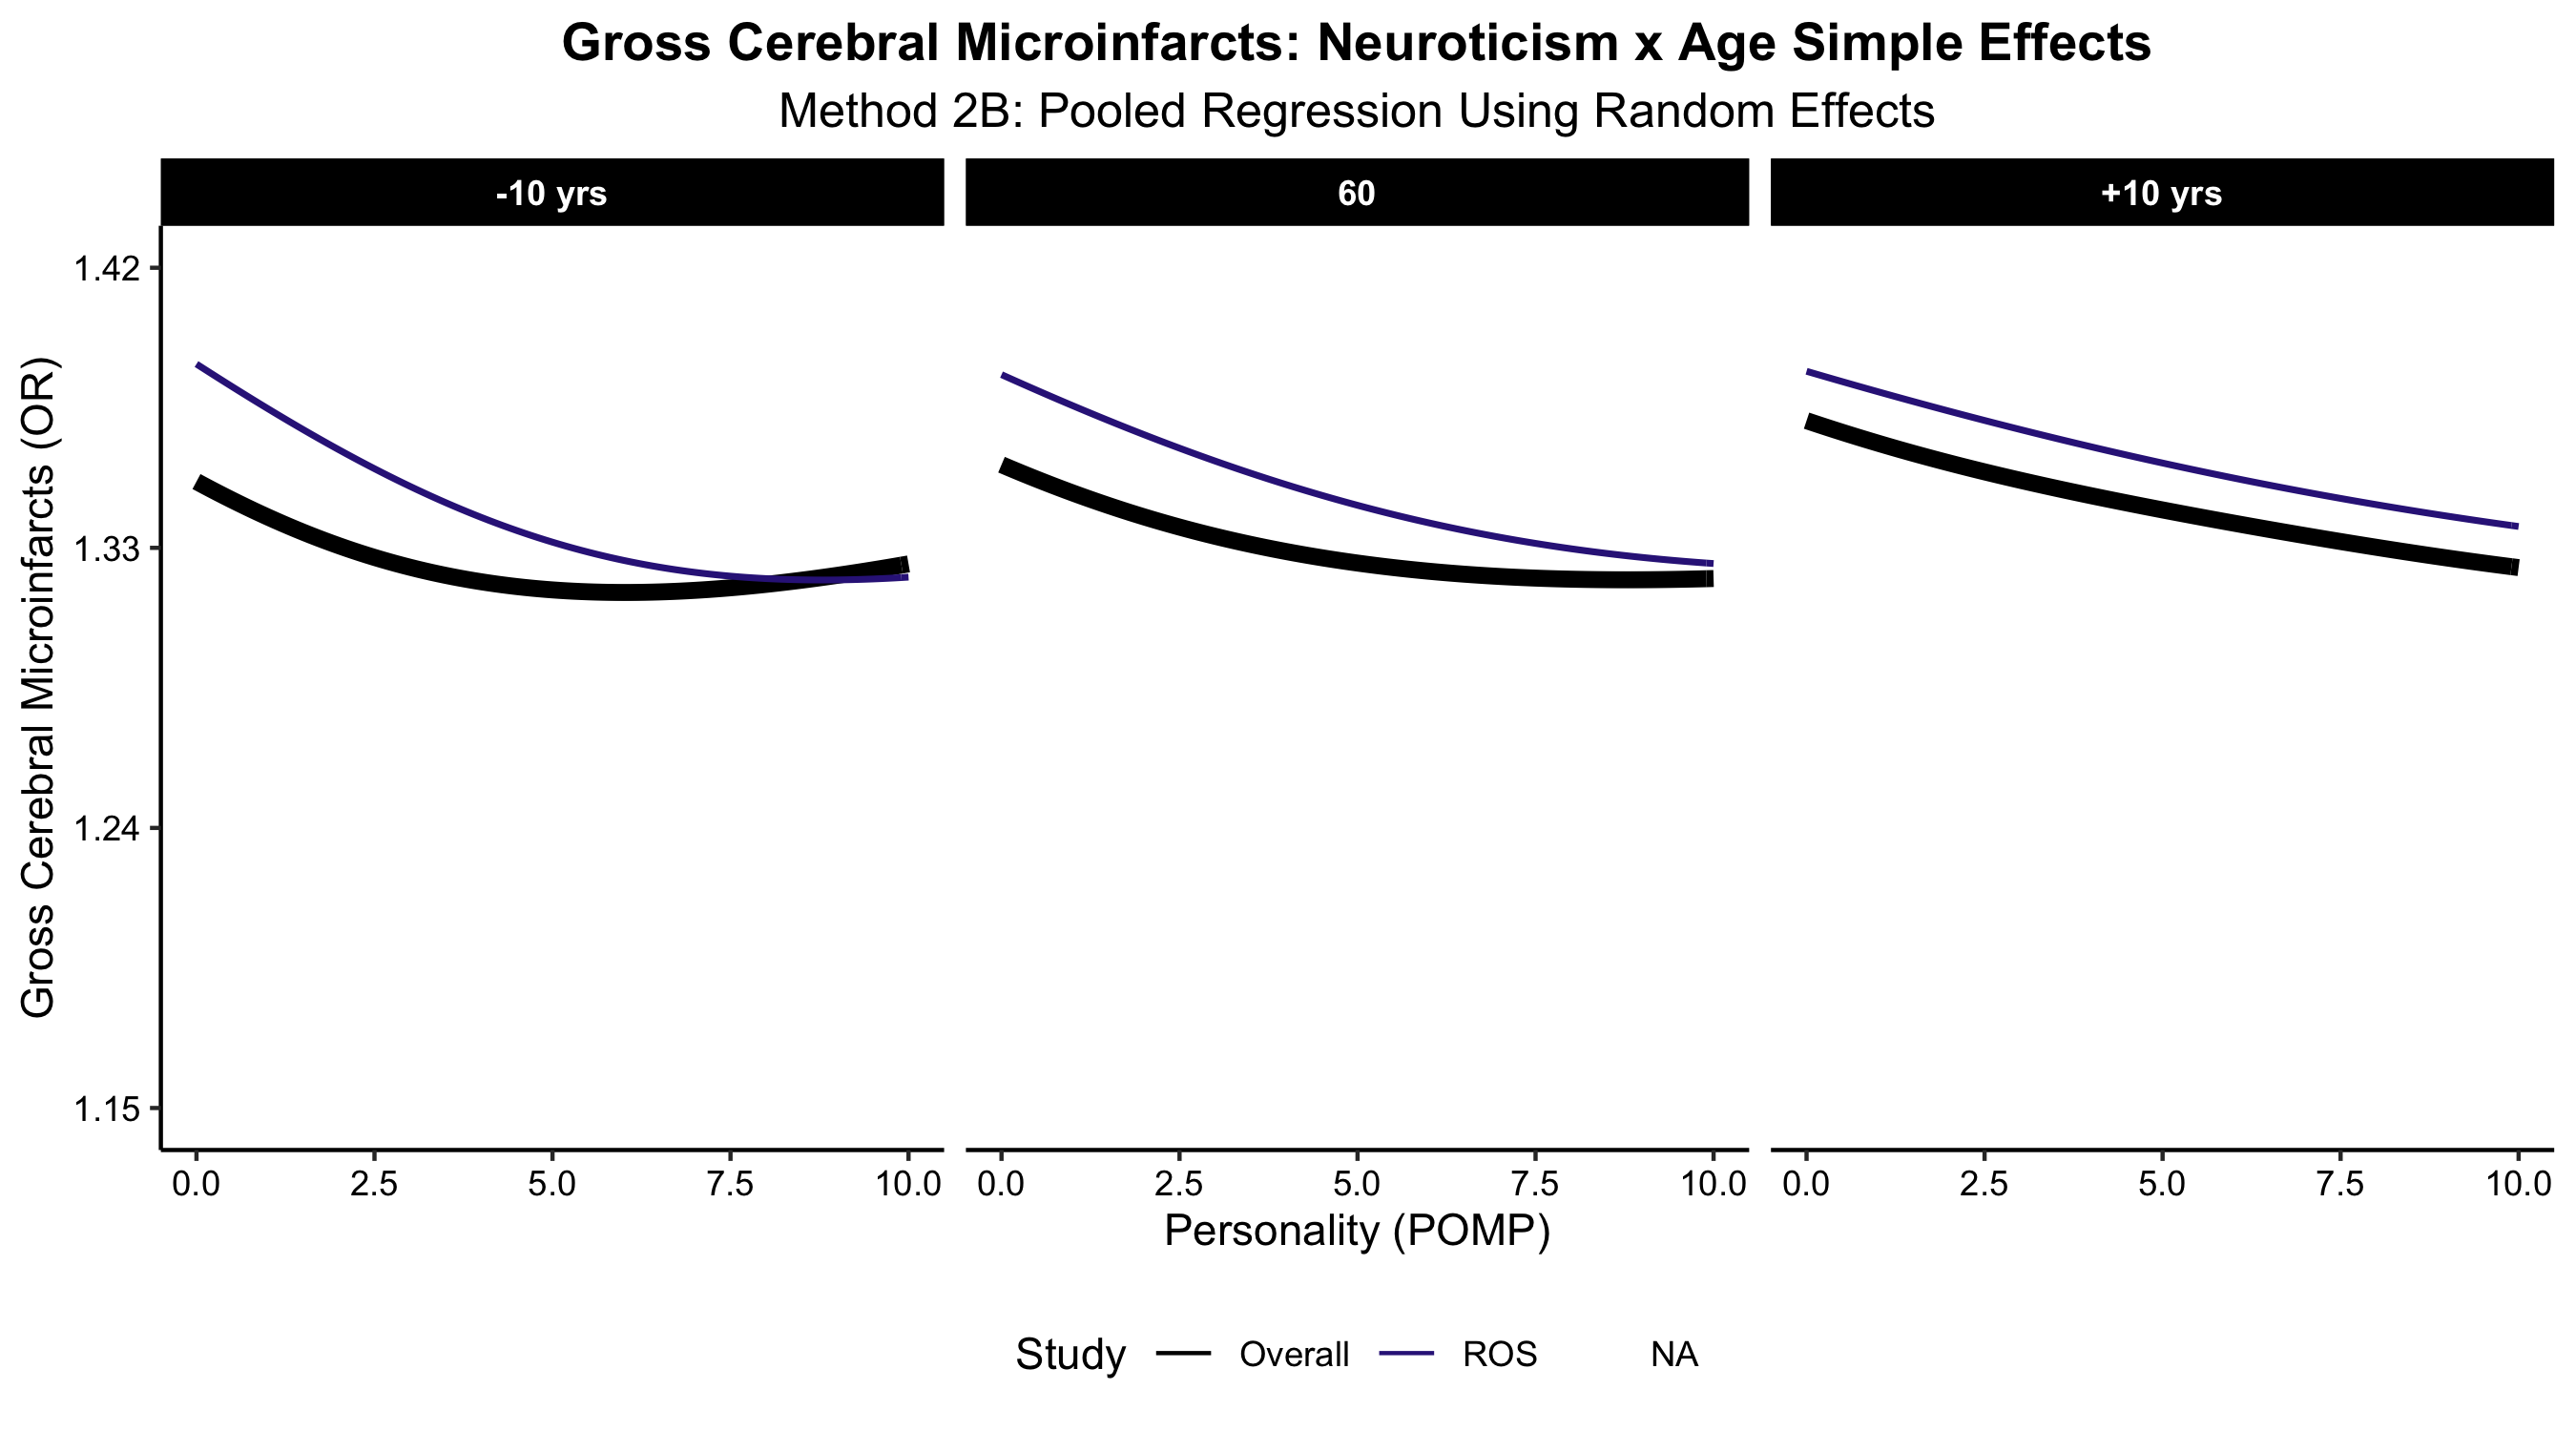 Gross Cerebral Microinfarcts: Neuroticism x Age Simple Effects
Method 2B: Pooled Regression Using Random Effects
-10 yrs
60
+10 yrs
Gross Cerebral Microinfarcts (OR)
1.42
1.33
1.24
1.15
0.0 2.5 5.0 7.5 10.0
0.0 2.5 5.0 7.5 10.0
0.0 2.5 5.0 7.5 10.0
Personality (POMP)
Study Overall ROS NA